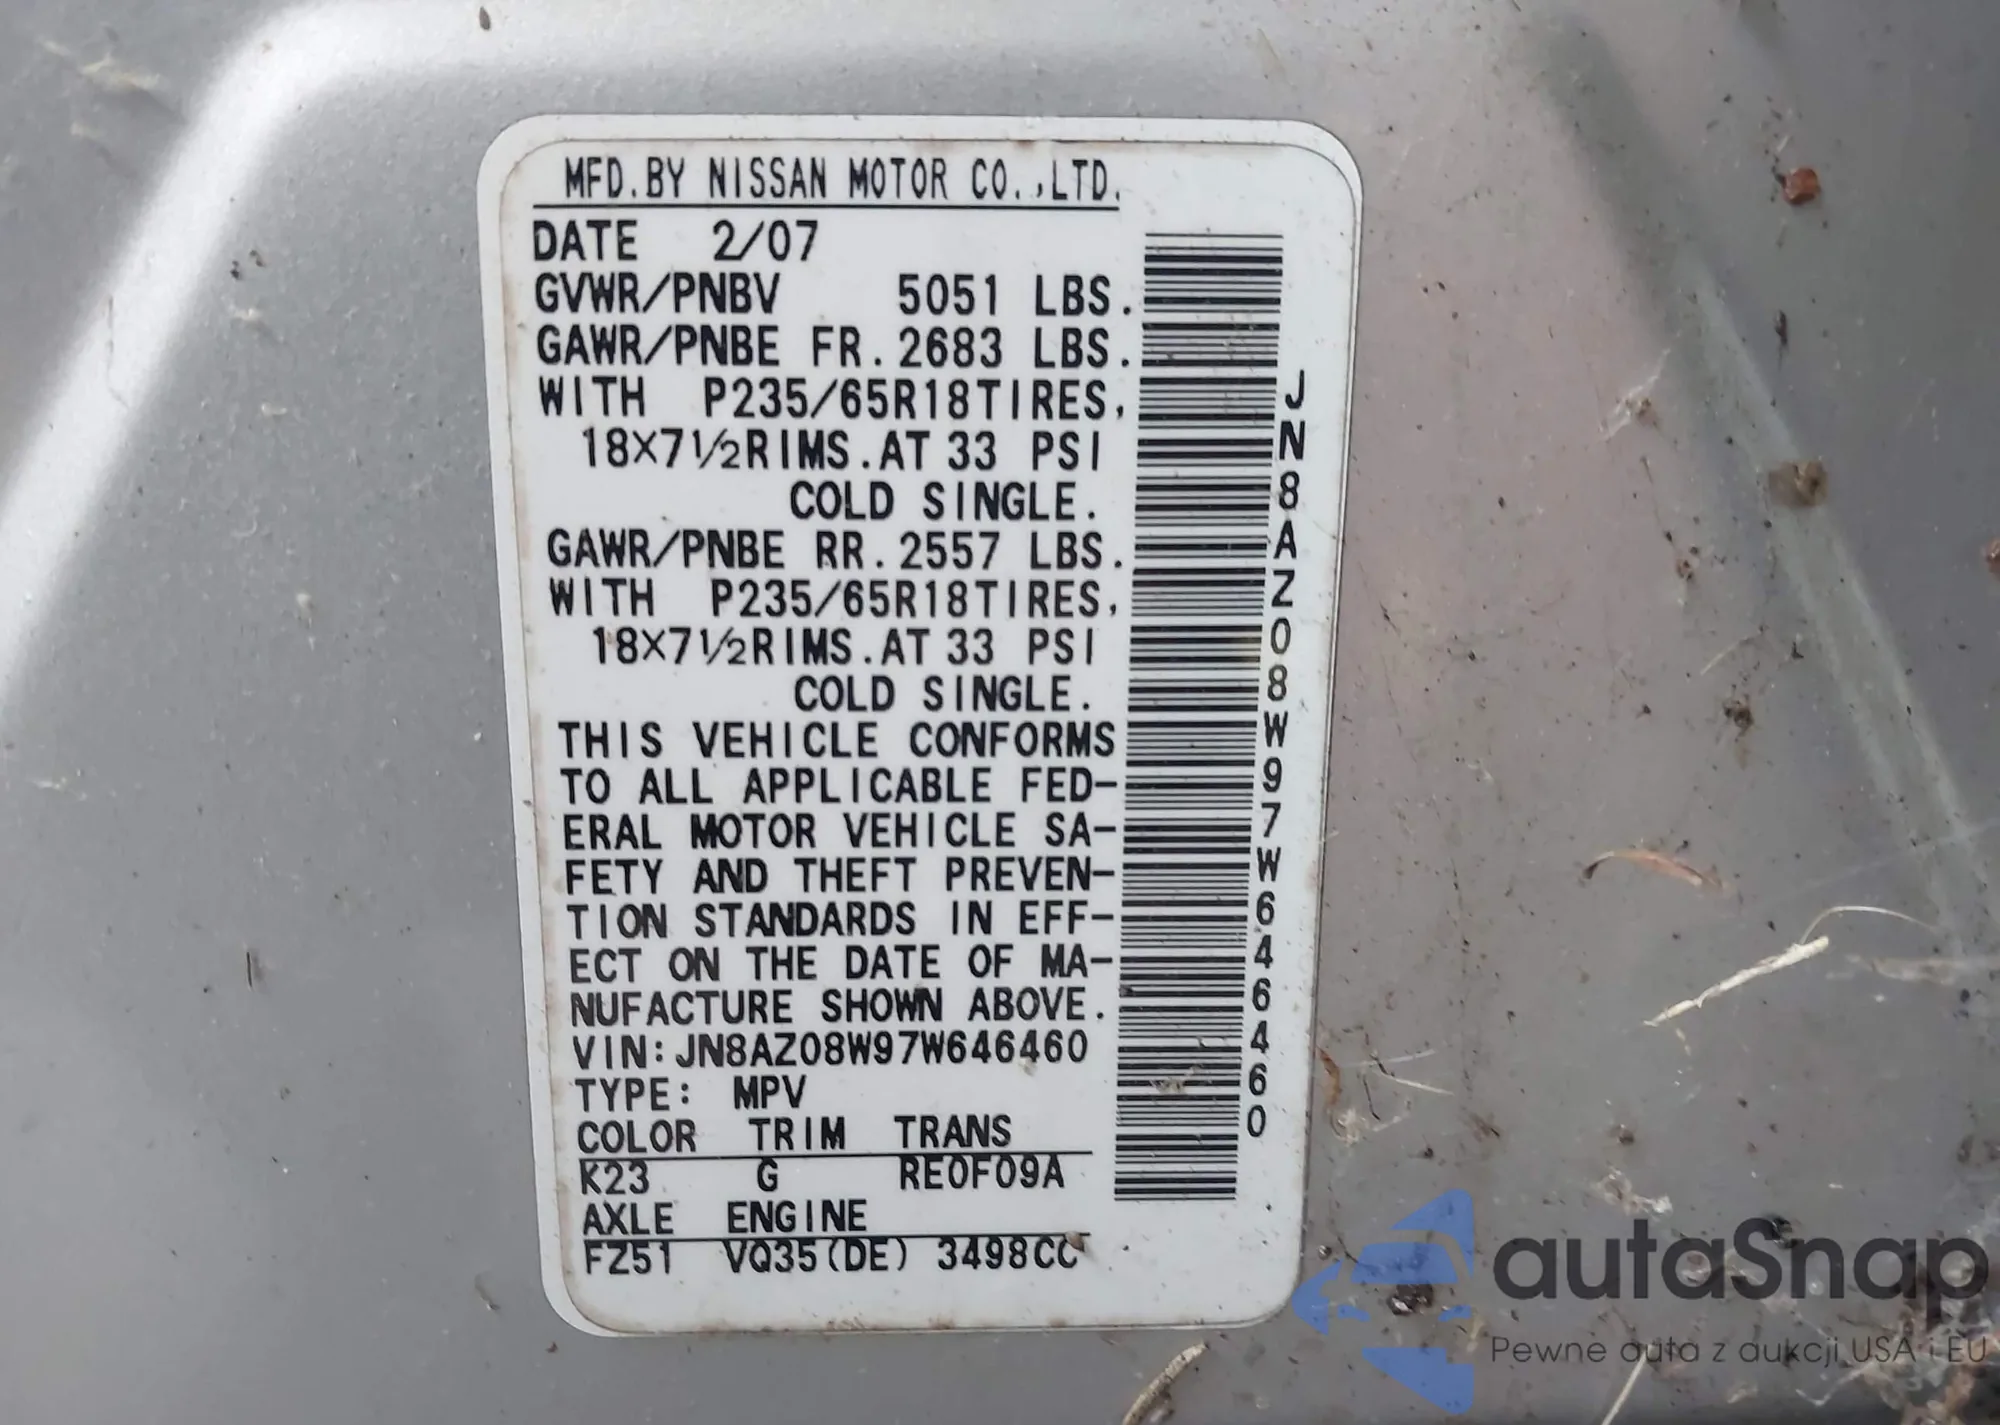 MFD.BY NISSAN MOTOR CO.,LTD.
DATE 2/07
GVWR/PNBV 5051 LBS.
GAWR/PNBE FR.2683 LBS.
WITH P235/65R18TIRES,
18X7½RIMS.AT 33 PSI
COLD SINGLE.
GAWR/PNBE RR.2557 LBS.
WITH P235/65R18TIRES,
18X7½RIMS.AT 33 PSI
COLD SINGLE.
THIS VEHICLE CONFORMS
TO ALL APPLICABLE FED-
ERAL MOTOR VEHICLE SA-
FETY AND THEFT PREVEN-
TION STANDARDS IN EFF-
ECT ON THE DATE OF MA-
NUFACTURE SHOWN ABOVE.
VIN:JN8AZ08W97W646460
TYPE: MPV
COLOR TRIM TRANS
K23 G RE0F09A
AXLE ENGINE
FZ51 VQ35(DE) 3498CC
JN8AZ08W97W646460
autaSnap
Pewne auta z aukcji USA i EU